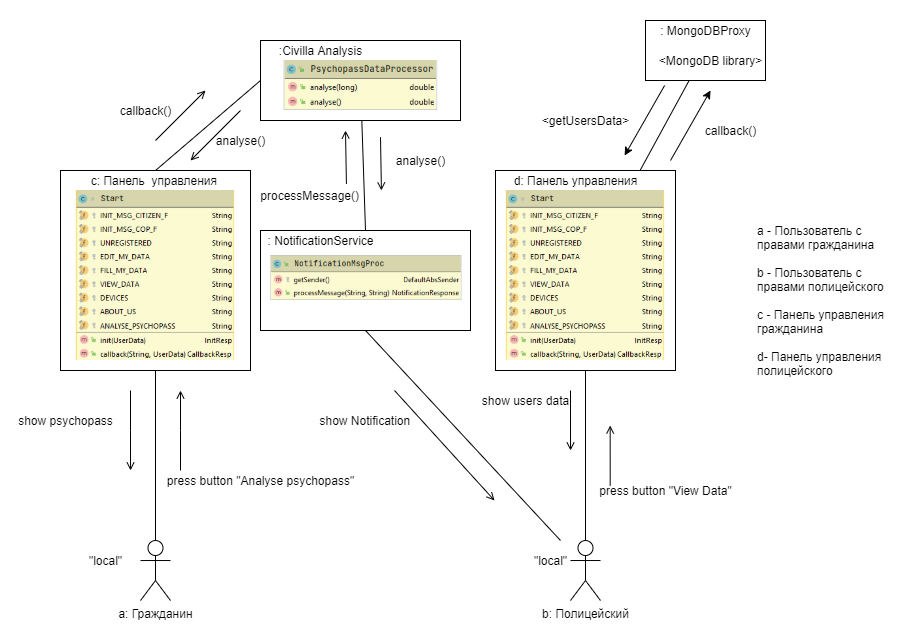 : MongoDBProxy
<MongoDB library>
:Civilla Analysis
PsychopassDataProcessor
analyse(long) double
analyse() double
callback()
analyse()
processMessage()
analyse()
<getUsersData>
callback()
c: Панель управления
Start
INIT_MSG_CITIZEN_F String
INIT_MSG_COP_F String
UNREGISTERED String
EDIT_MY_DATA String
FILL_MY_DATA String
VIEW_DATA String
DEVICES String
ABOUT_US String
ANALYSE_PSYCHOPASS String
init(UserData) InitResp
callback(String, UserData) CallbackResp
: NotificationService
NotificationMsgProc
getSender() DefaultAbsSender
processMessage(String, String) NotificationResponse
d: Панель управления
Start
INIT_MSG_CITIZEN_F String
INIT_MSG_COP_F String
UNREGISTERED String
EDIT_MY_DATA String
FILL_MY_DATA String
VIEW_DATA String
DEVICES String
ABOUT_US String
ANALYSE_PSYCHOPASS String
init(UserData) InitResp
callback(String, UserData) CallbackResp
a - Пользователь с
правами гражданина
b - Пользователь с
правами полицейского
c - Панель управления
гражданина
d- Панель управления
полицейского
show psychopass
press button "Analyse psychopass"
show Notification
show users data
press button "View Data"
"local"
a: Гражданин
"local"
b: Полицейский